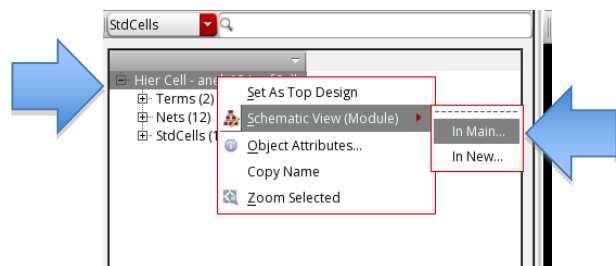 StdCells
Hier Cell - and
Set As Top Design
Terms (2)
Schematic View (Module)
In Main...
Nets (12)
Object Attributes...
In New...
StdCells (1
Copy Name
Zoom Selected